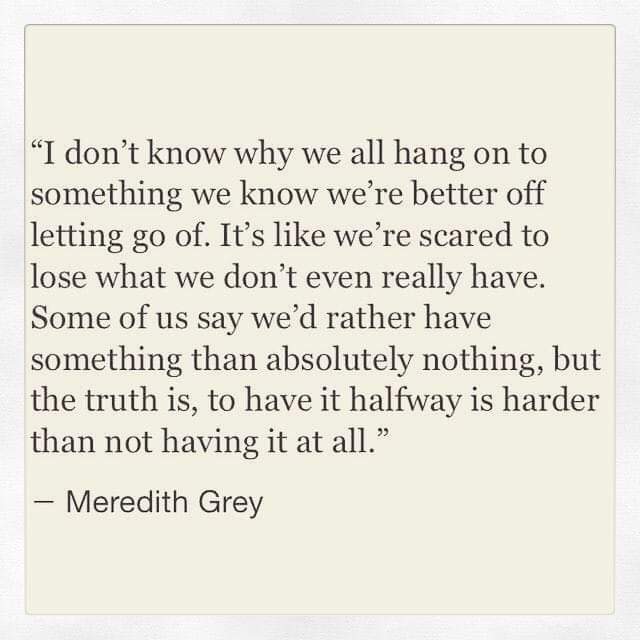 “I don’t know why we all hang on to
something we know we’re better off
letting go of. It’s like we’re scared to
lose what we don’t even really have.
Some of us say we’d rather have
something than absolutely nothing, but
the truth is, to have it halfway is harder
than not having it at all.”
— Meredith Grey